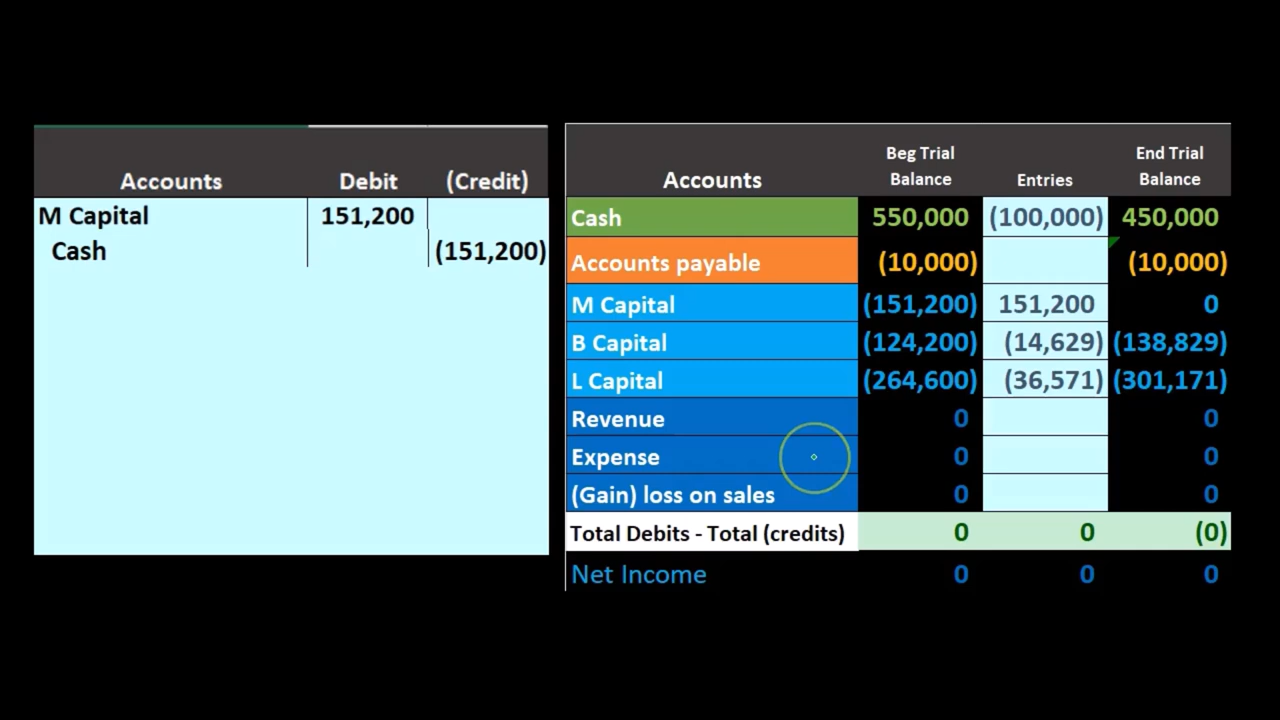 Accounts Debit (Credit)
M Capital 151,200
Cash (151,200)
Accounts Beg Trial Balance Entries End Trial Balance
Cash 550,000 (100,000) 450,000
Accounts payable (10,000) (10,000)
M Capital (151,200) 151,200 0
B Capital (124,200) (14,629) (138,829)
L Capital (264,600) (36,571) (301,171)
Revenue 0 0
Expense 0 0
(Gain) loss on sales 0 0
Total Debits - Total (credits) 0 0 (0)
Net Income 0 0 0